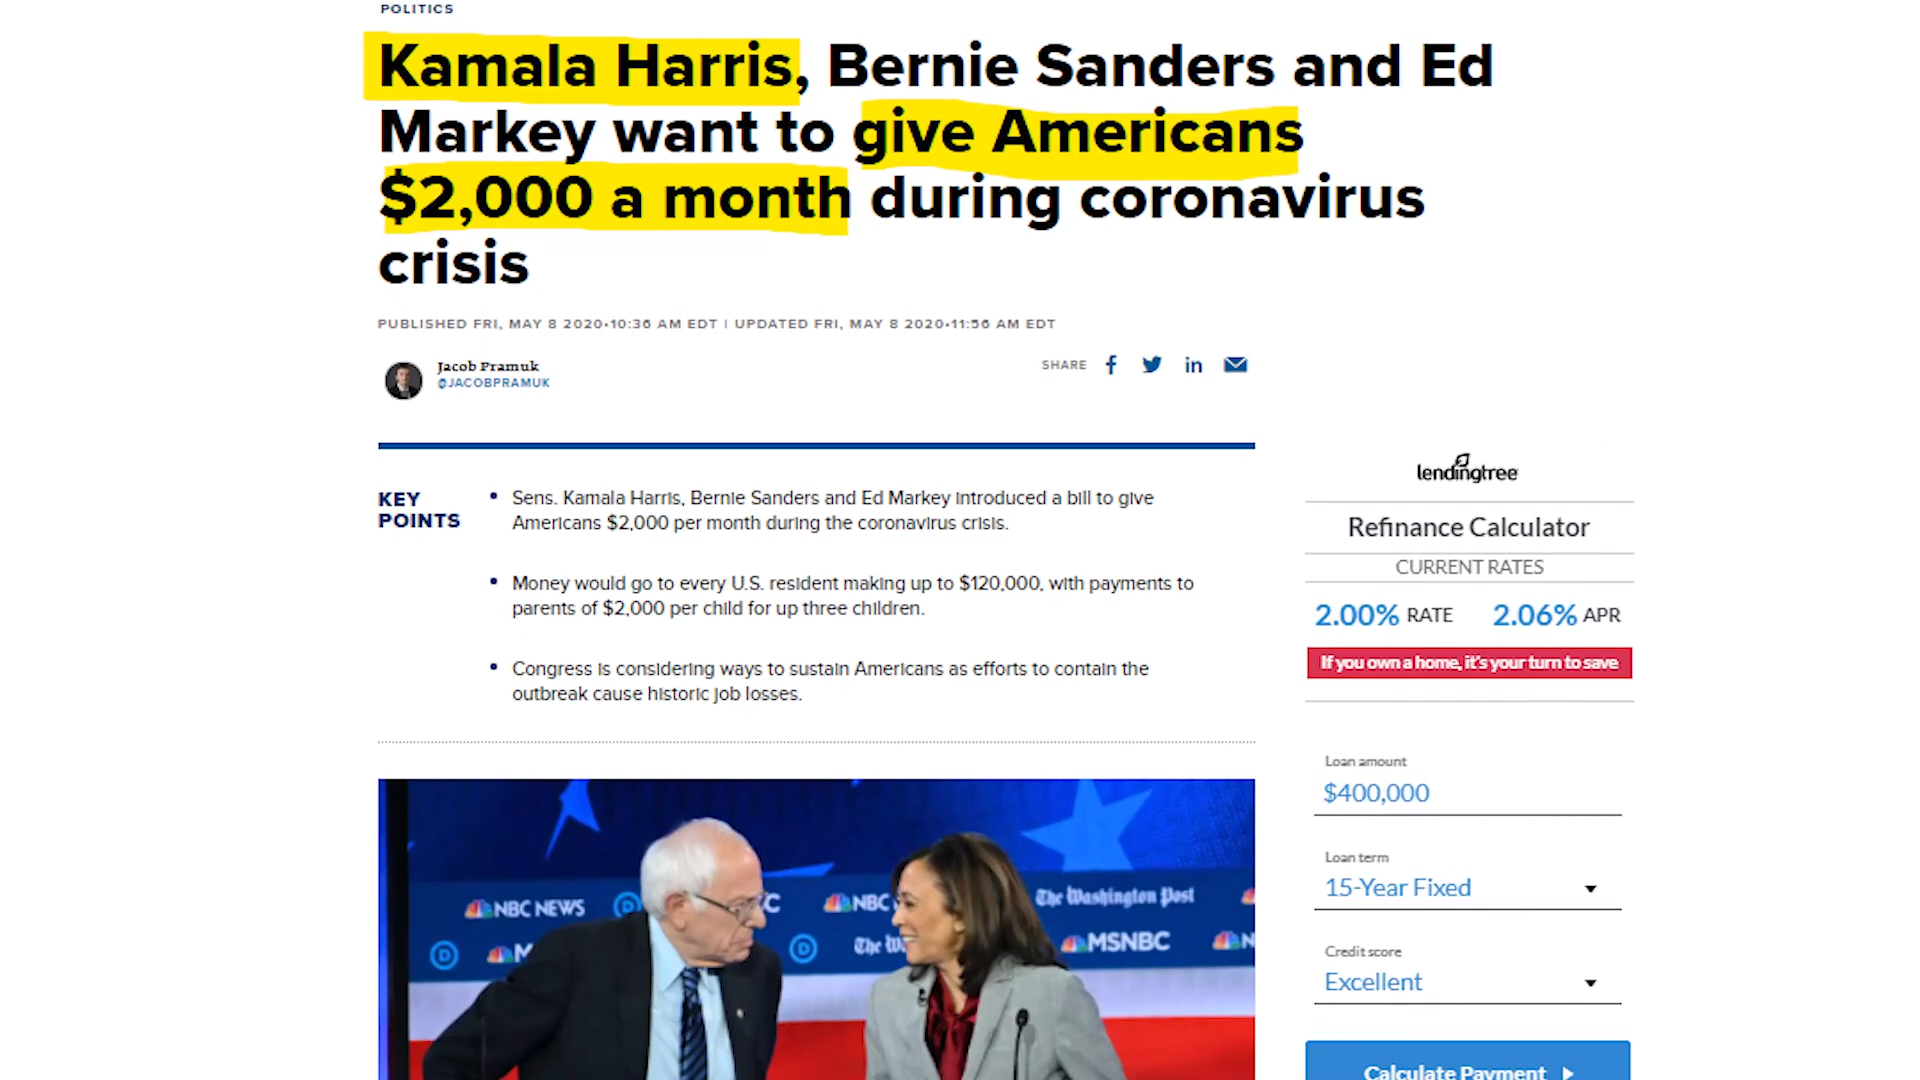 POLITICS
Kamala Harris, Bernie Sanders and Ed
Markey want to give Americans
$2,000 a month during coronavirus
crisis
PUBLISHED FRI, MAY 8 2020•10:36 AM EDT | UPDATED FRI, MAY 8 2020•11:56 AM EDT
Jacob Pramuk
@JACOBPRAMUK
SHARE
KEY
POINTS
• Sens. Kamala Harris, Bernie Sanders and Ed Markey introduced a bill to give
Americans $2,000 per month during the coronavirus crisis.
• Money would go to every U.S. resident making up to $120,000, with payments to
parents of $2,000 per child for up three children.
• Congress is considering ways to sustain Americans as efforts to contain the
outbreak cause historic job losses.
lendingtree
Refinance Calculator
CURRENT RATES
2.00% RATE 2.06% APR
If you own a home, it's your turn to save
Loan amount
$400,000
Loan term
15-Year Fixed
Credit score
Excellent
Calculate Payment
NBC NEWS
NBC
The Washington Post
MSNBC